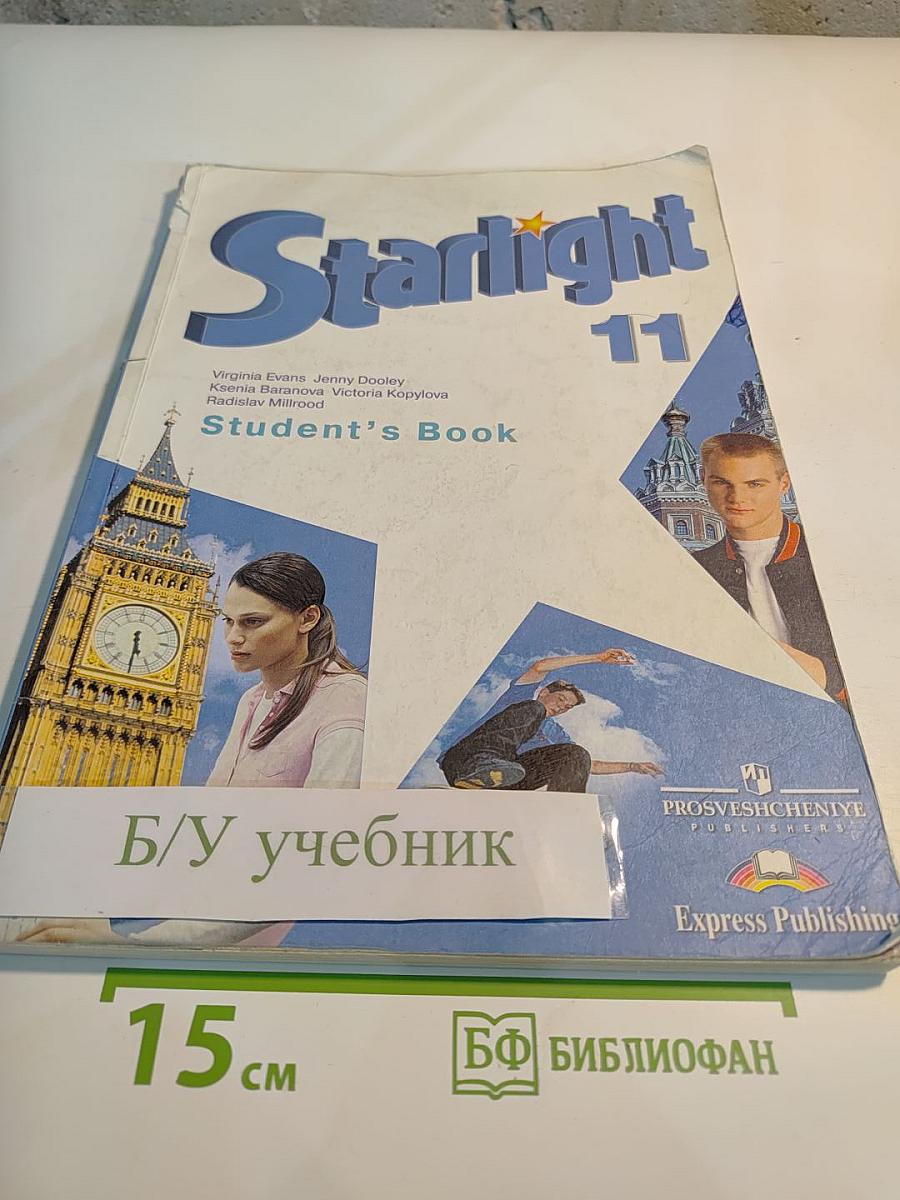 Starlight
11
Virginia Evans Jenny Dooley
Ksenia Baranova Victoria Kopylova
Radislav Millrood
Student's Book
PROSVESHCHENIYE
PUBLISHERS
Express Publishing
Б/У учебник
15 см
БФ БИБЛИОФАН